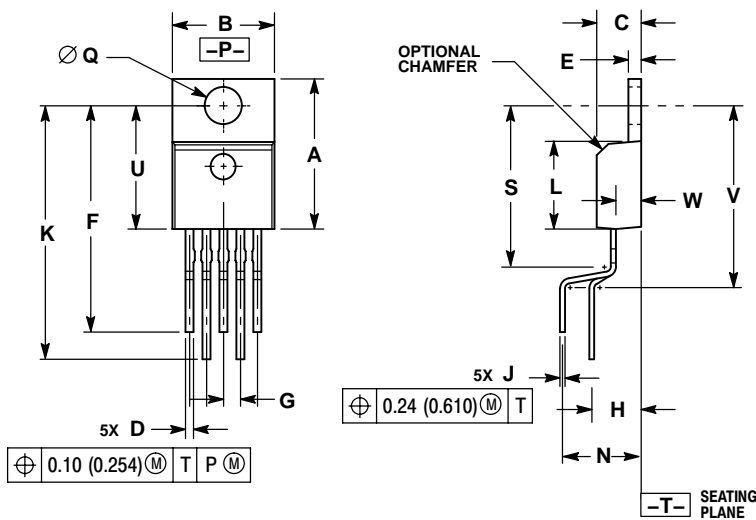 B
–P–
∅ Q
K
F
U
A
G
5X D
⌖ 0.10 (0.254) Ⓜ T P Ⓜ
OPTIONAL
CHAMFER
C
E
S
L
W
V
5X J
⌖ 0.24 (0.610) Ⓜ T
H
N
–T–
SEATING
PLANE